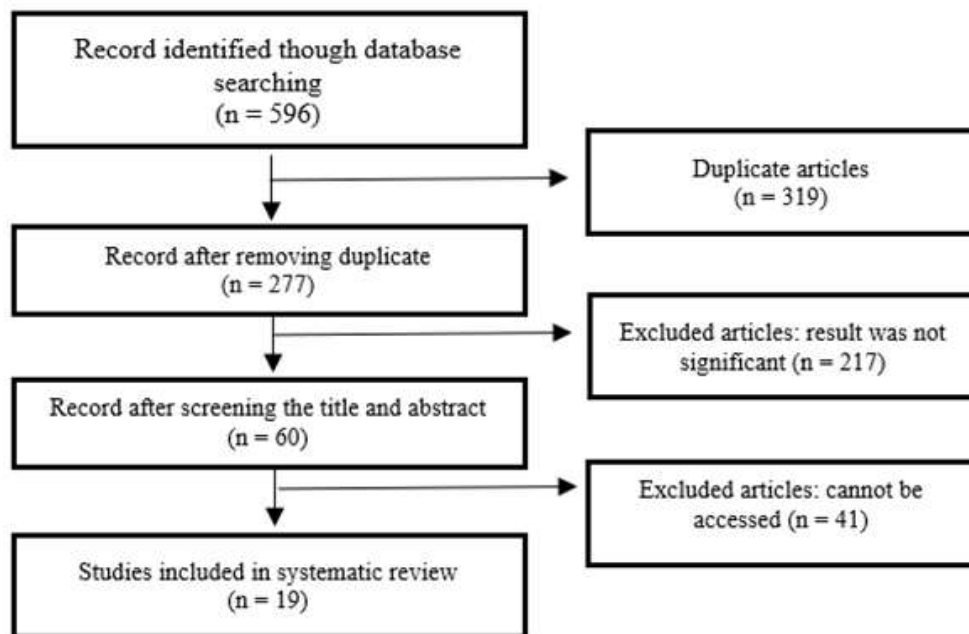 Record identified though database
searching
(n = 596)
Duplicate articles
(n = 319)
Record after removing duplicate
(n = 277)
Excluded articles: result was not
significant (n = 217)
Record after screening the title and abstract
(n = 60)
Excluded articles: cannot be
accessed (n = 41)
Studies included in systematic review
(n = 19)